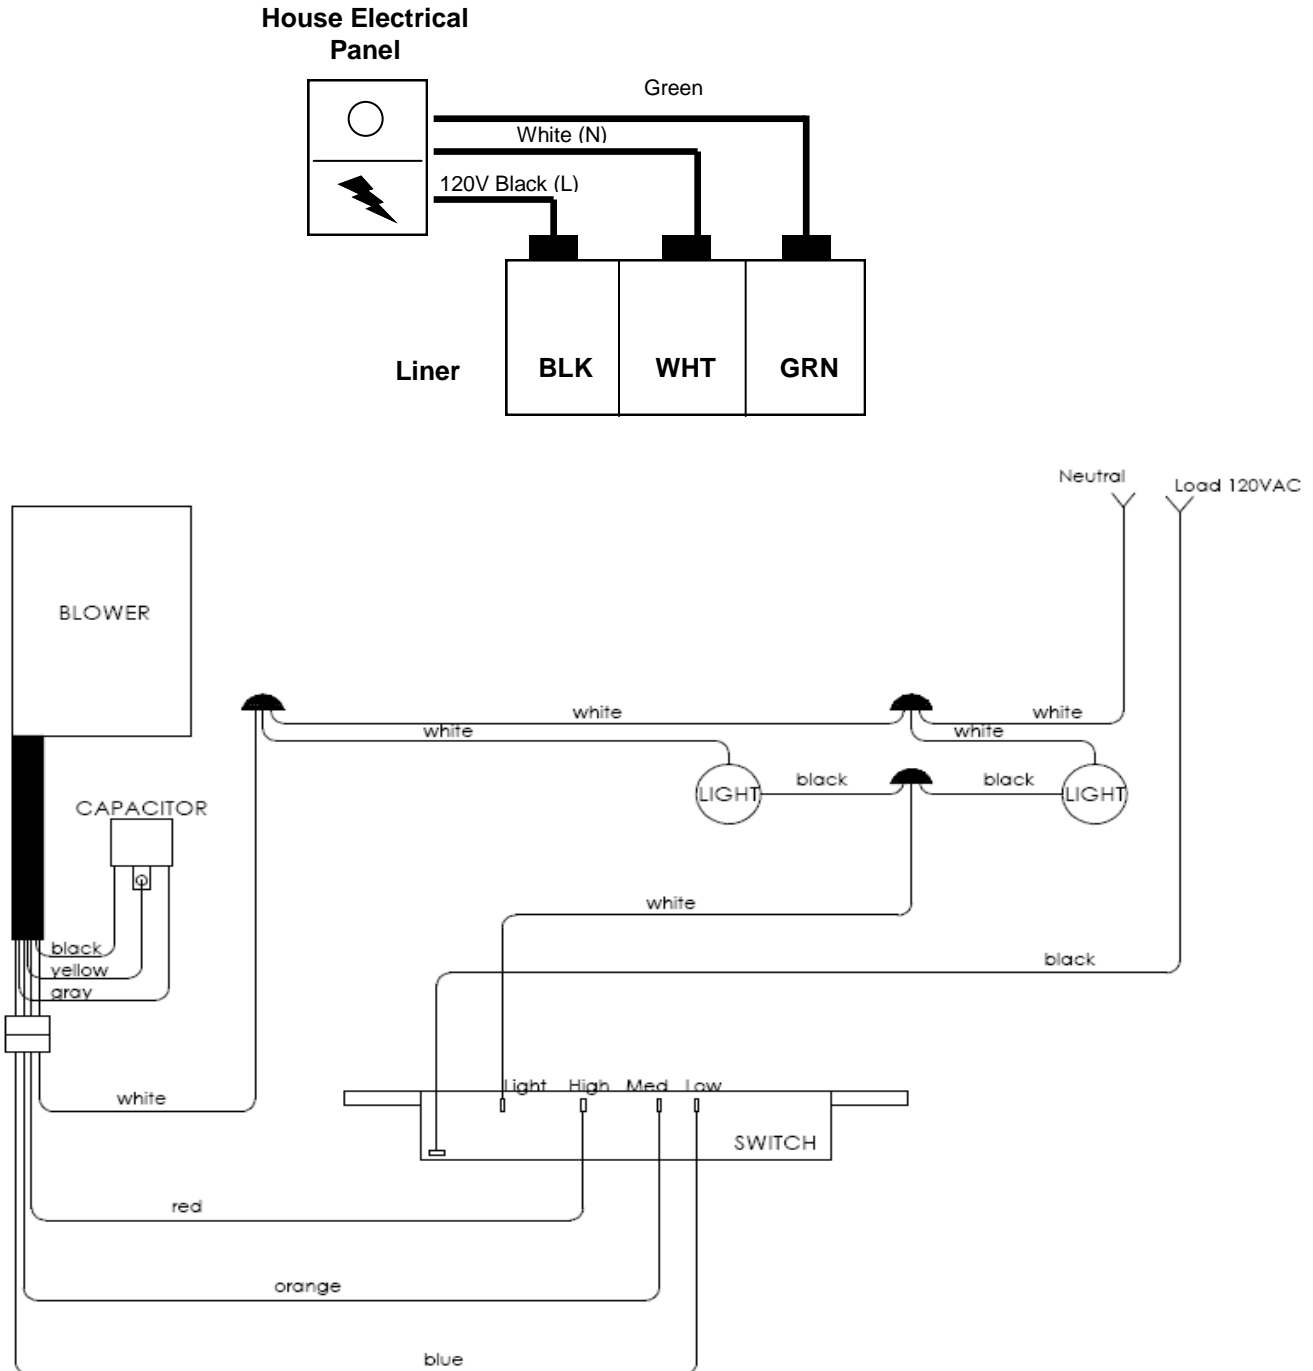 House Electrical
Panel
Green
White (N)
120V Black (L)
Liner
BLK
WHT
GRN
Neutral
Load 120VAC
BLOWER
white
white
white
white
LIGHT
black
black
LIGHT
CAPACITOR
white
black
yellow
gray
black
white
Light
High
Med
Low
SWITCH
red
orange
blue